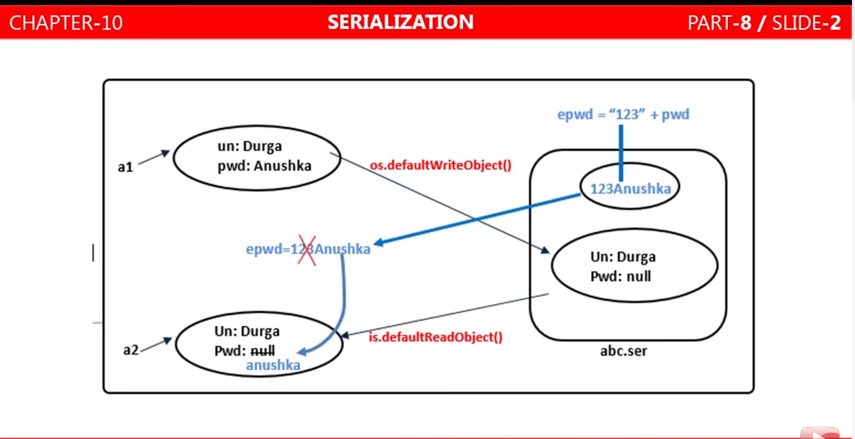 CHAPTER-10
SERIALIZATION
PART-8 / SLIDE-2
epwd = “123” + pwd
un: Durga
pwd: Anushka
a1
os.defaultWriteObject()
123Anushka
epwd=123Anushka
Un: Durga
Pwd: null
Un: Durga
Pwd: null
anushka
a2
is.defaultReadObject()
abc.ser